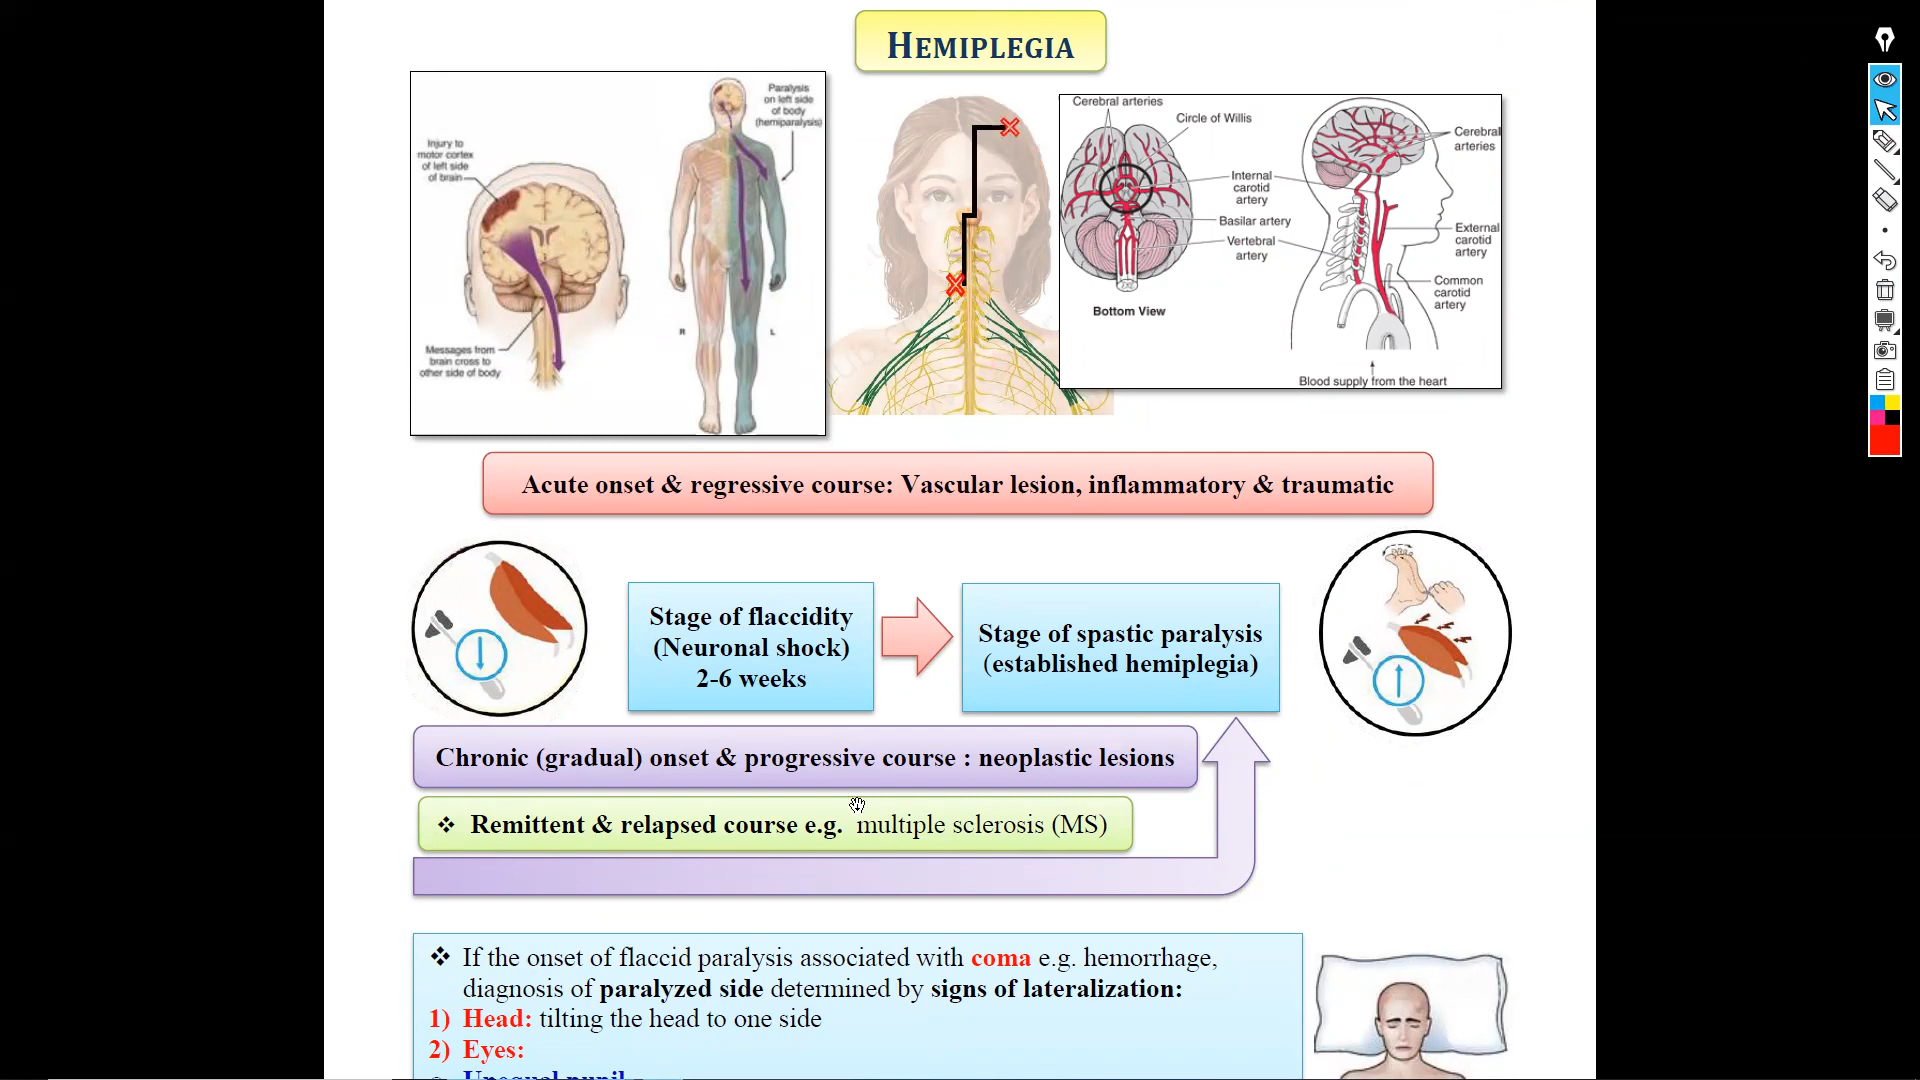 HEMIPLEGIA
Injury to
motor cortex
of left side
of brain
Messages from
brain cross to
other side of body
Paralysis
on left side
of body
(hemiparalysis)
R
L
Cerebral arteries
Circle of Willis
Internal
carotid
artery
Basilar artery
Vertebral
artery
Bottom View
Cerebral
arteries
External
carotid
artery
Common
carotid
artery
Blood supply from the heart
Acute onset & regressive course: Vascular lesion, inflammatory & traumatic
Stage of flaccidity
(Neuronal shock)
2-6 weeks
Stage of spastic paralysis
(established hemiplegia)
Chronic (gradual) onset & progressive course : neoplastic lesions
❖ Remittent & relapsed course e.g. multiple sclerosis (MS)
❖ If the onset of flaccid paralysis associated with coma e.g. hemorrhage,
diagnosis of paralyzed side determined by signs of lateralization:
1) Head: tilting the head to one side
2) Eyes:
Unequal pupil